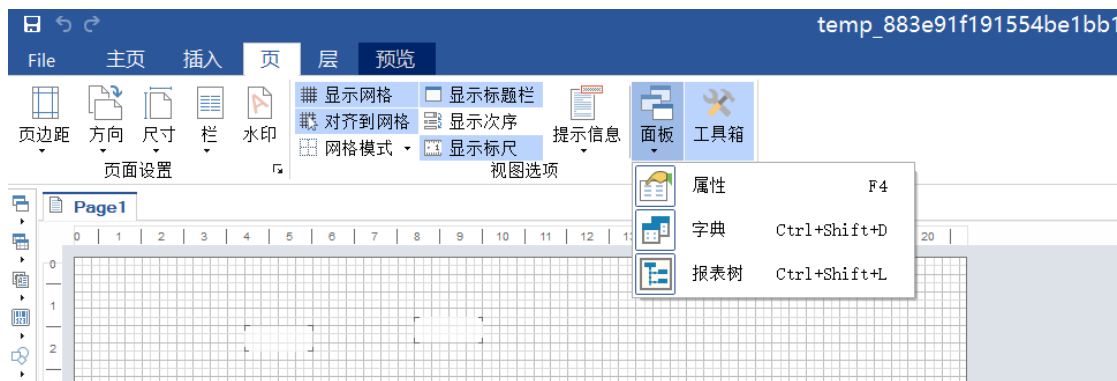 temp_883e91f191554be1bb1
File 主页 插入 页 层 预览
显示网格 显示标题栏
对齐到网格 显示次序
网格模式 显示标尺
页边距 方向 尺寸 栏 水印 提示信息 面板 工具箱
页面设置 视图选项
属性 F4
Page1
字典 Ctrl+Shift+D
0 1 2 3 4 5 6 7 8 9 10 11 12 20
报表树 Ctrl+Shift+L
0
1
2